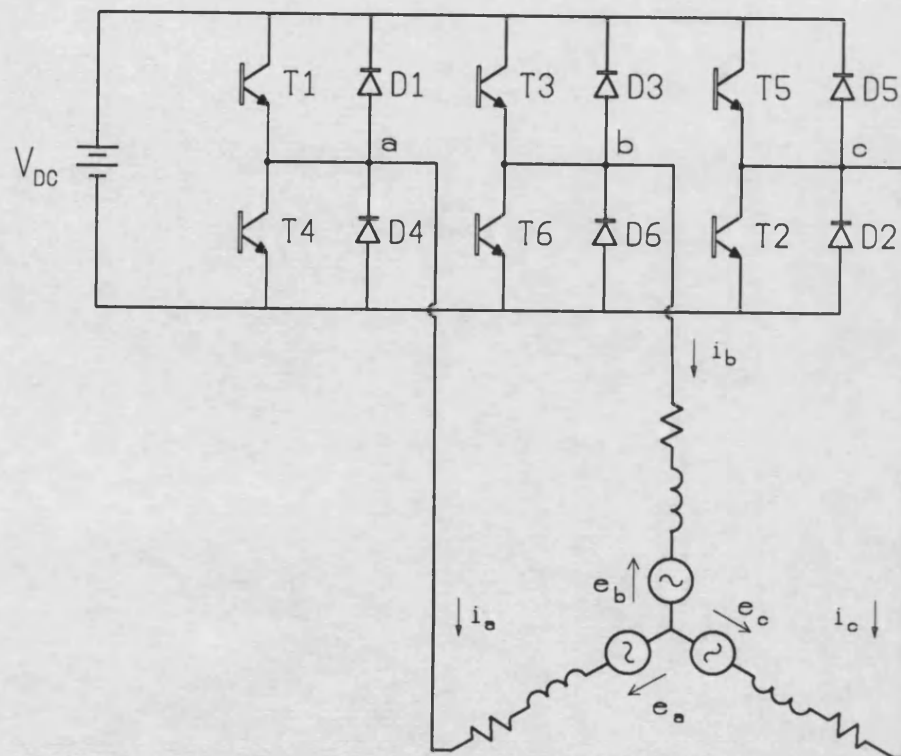 T1 D1 T3 D3 T5 D5
a b c
V_DC
T4 D4 T6 D6 T2 D2
i_b
e_b e_c
i_a i_c
e_a